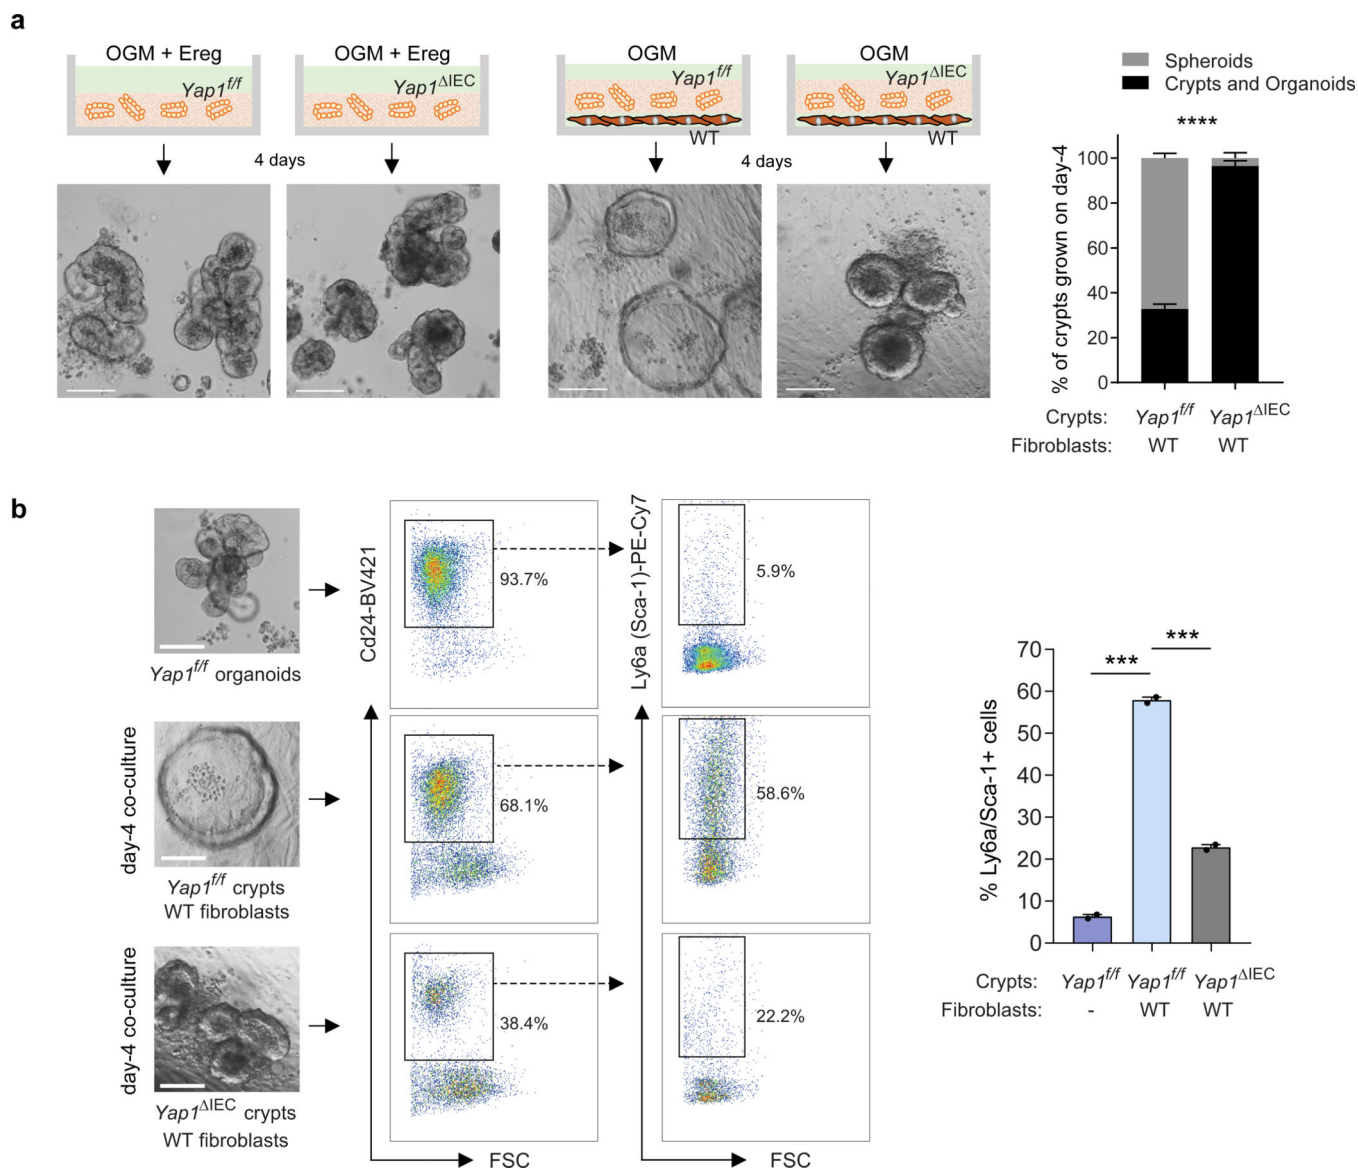 a
OGM + Ereg
Yap1f/f
OGM + Ereg
Yap1ΔIEC
OGM
Yap1f/f
WT
OGM
Yap1ΔIEC
WT
4 days
4 days
Spheroids
Crypts and Organoids
****
% of crypts grown on day-4
100
80
60
40
20
0
Crypts: Yap1f/f Yap1ΔIEC
Fibroblasts: WT WT
b
Yap1f/f organoids
day-4 co-culture
Yap1f/f crypts
WT fibroblasts
day-4 co-culture
Yap1ΔIEC crypts
WT fibroblasts
Cd24-BV421
93.7%
68.1%
38.4%
FSC
Ly6a (Sca-1)-PE-Cy7
5.9%
58.6%
22.2%
FSC
% Ly6a/Sca-1+ cells
70
60
50
40
30
20
10
0
***
***
Crypts: Yap1f/f Yap1f/f Yap1ΔIEC
Fibroblasts: - WT WT